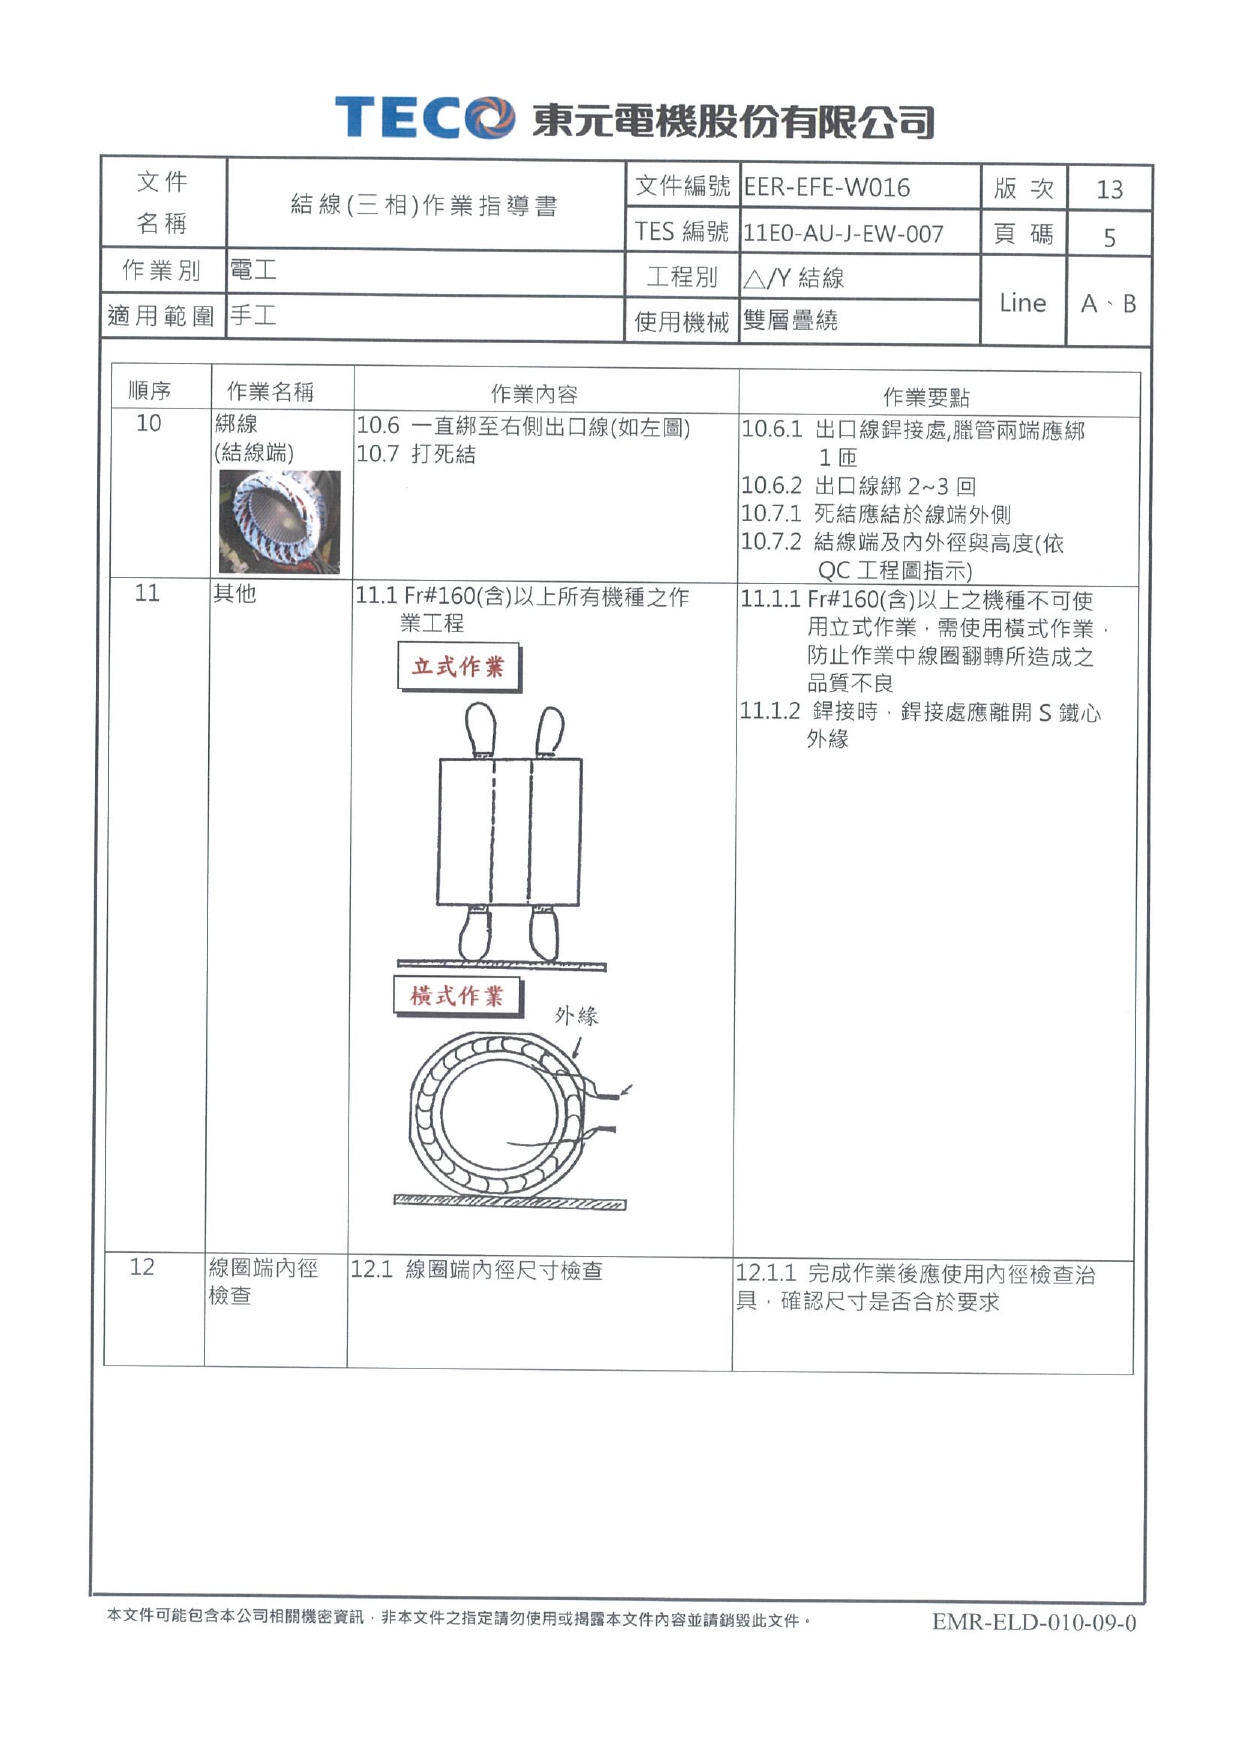 TECO 東元電機股份有限公司
文件名稱
結線(三相)作業指導書
文件編號
EER-EFE-W016
版次
13
TES 編號
11E0-AU-J-EW-007
頁碼
5
作業別
電工
工程別
△/Y 結線
Line
A、B
適用範圍
手工
使用機械
雙層疊繞
順序
作業名稱
作業內容
作業要點
10
綁線
(結線端)
10.6 一直綁至右側出口線(如左圖)
10.7 打死結
10.6.1 出口線銲接處,臘管兩端應綁
1 匝
10.6.2 出口線綁 2~3 回
10.7.1 死結應結於線端外側
10.7.2 結線端及內外徑與高度(依
QC 工程圖指示)
11
其他
11.1 Fr#160(含)以上所有機種之作
業工程
立式作業
橫式作業
外緣
11.1.1 Fr#160(含)以上之機種不可使
用立式作業，需使用橫式作業，
防止作業中線圈翻轉所造成之
品質不良
11.1.2 銲接時，銲接處應離開 S 鐵心
外緣
12
線圈端內徑
檢查
12.1 線圈端內徑尺寸檢查
12.1.1 完成作業後應使用內徑檢查治
具，確認尺寸是否合於要求
本文件可能包含本公司相關機密資訊，非本文件之指定請勿使用或揭露本文件內容並請銷毀此文件。
EMR-ELD-010-09-0